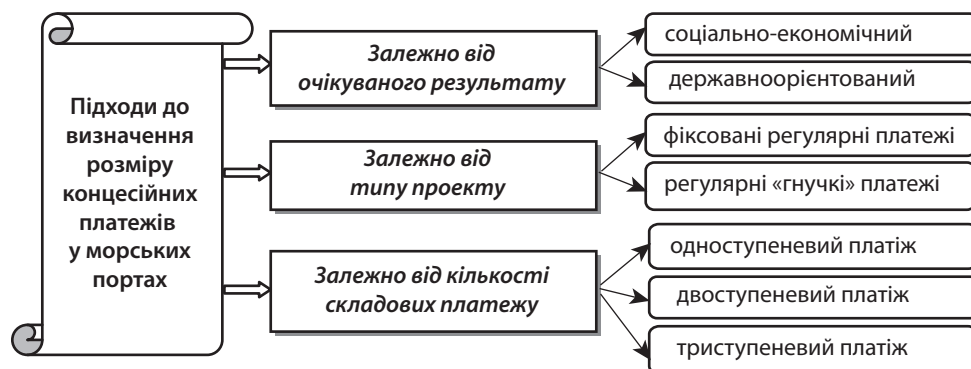 Підходи до
визначення
розміру
концесійних
платежів
у морських
портах
Залежно від
очікуваного результату
соціально-економічний
державноорієнтований
Залежно від
типу проекту
фіксовані регулярні платежі
регулярні «гнучкі» платежі
Залежно від кількості
складових платежу
одноступеневий платіж
двоступеневий платіж
триступеневий платіж